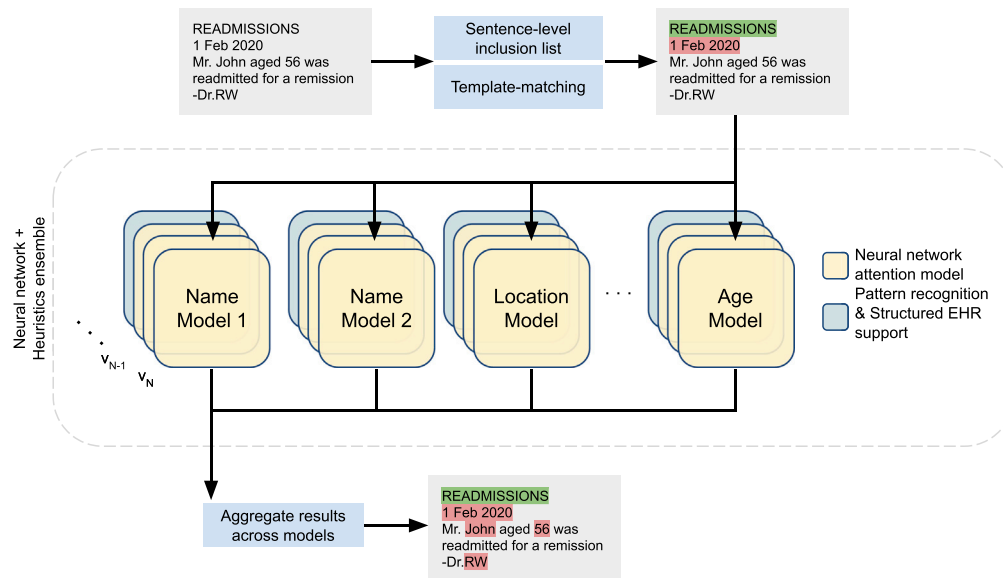 READMISSIONS
1 Feb 2020
Mr. John aged 56 was
readmitted for a remission
-Dr.RW
Sentence-level
inclusion list
Template-matching
READMISSIONS
1 Feb 2020
Mr. John aged 56 was
readmitted for a remission
-Dr.RW
Neural network +
Heuristics ensemble
Name
Model 1
Name
Model 2
Location
Model
. . .
Age
Model
Neural network
attention model
Pattern recognition
& Structured EHR
support
. . .
VN-1
VN
Aggregate results
across models
READMISSIONS
1 Feb 2020
Mr. John aged 56 was
readmitted for a remission
-Dr.RW